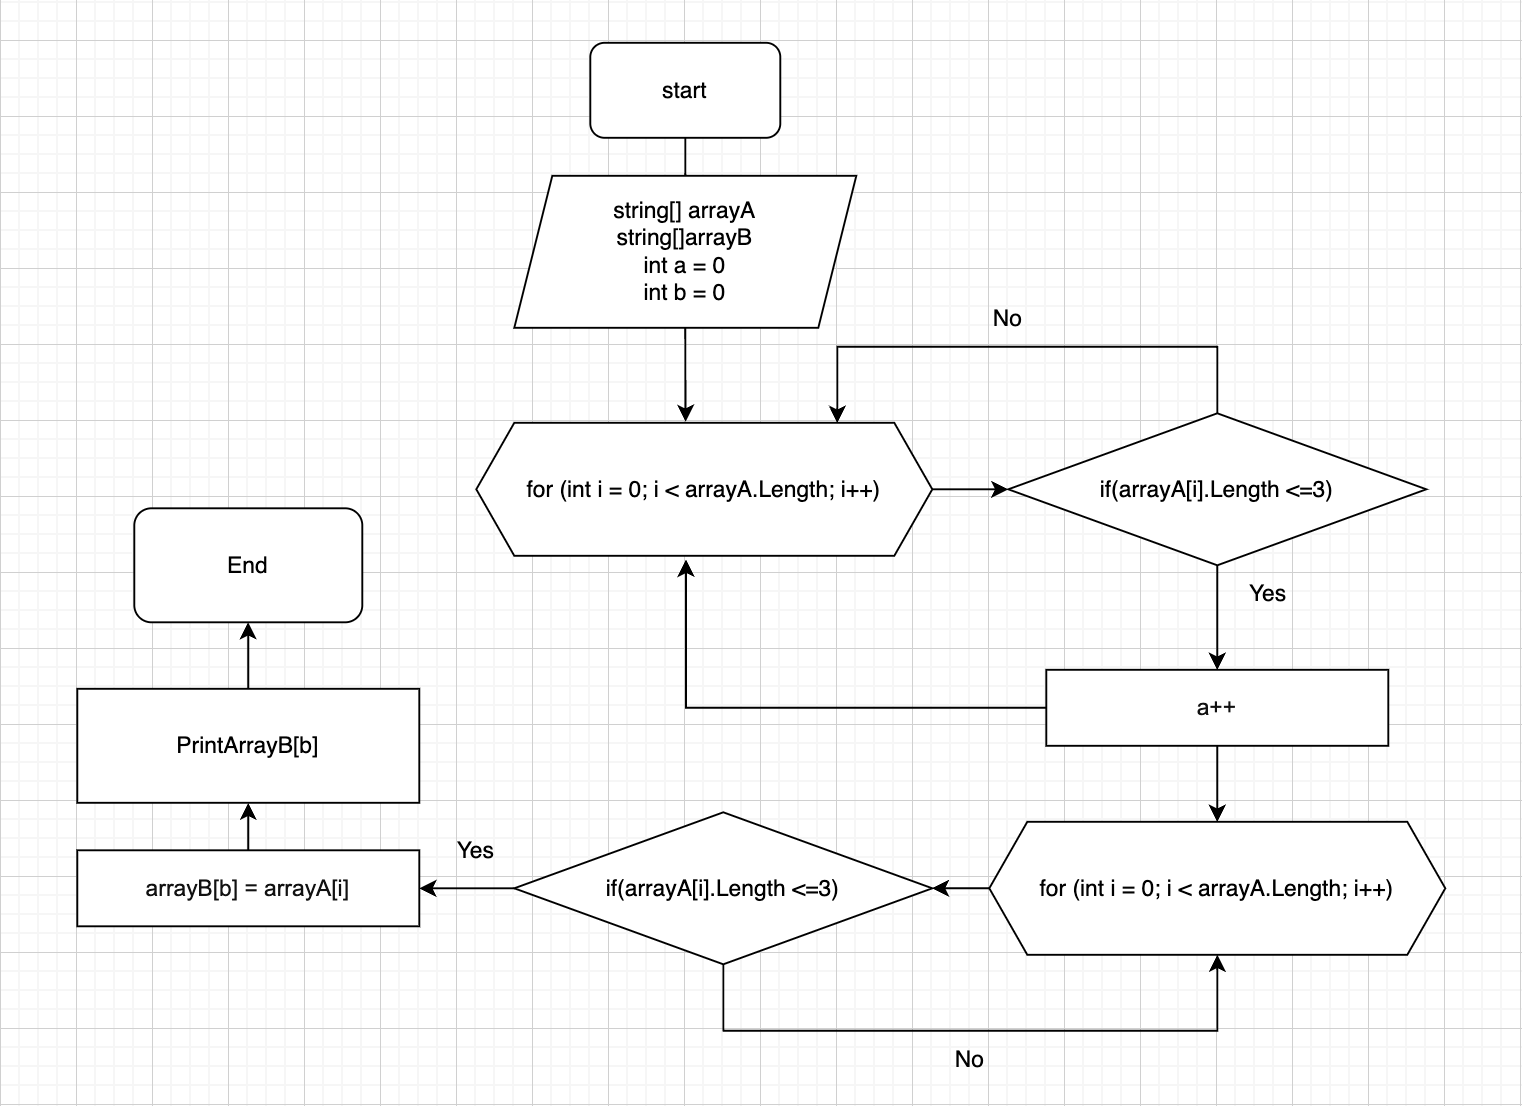 start
string[] arrayA
string[]arrayB
int a = 0
int b = 0
No
for (int i = 0; i < arrayA.Length; i++)
if(arrayA[i].Length <=3)
Yes
a++
for (int i = 0; i < arrayA.Length; i++)
if(arrayA[i].Length <=3)
No
Yes
arrayB[b] = arrayA[i]
PrintArrayB[b]
End